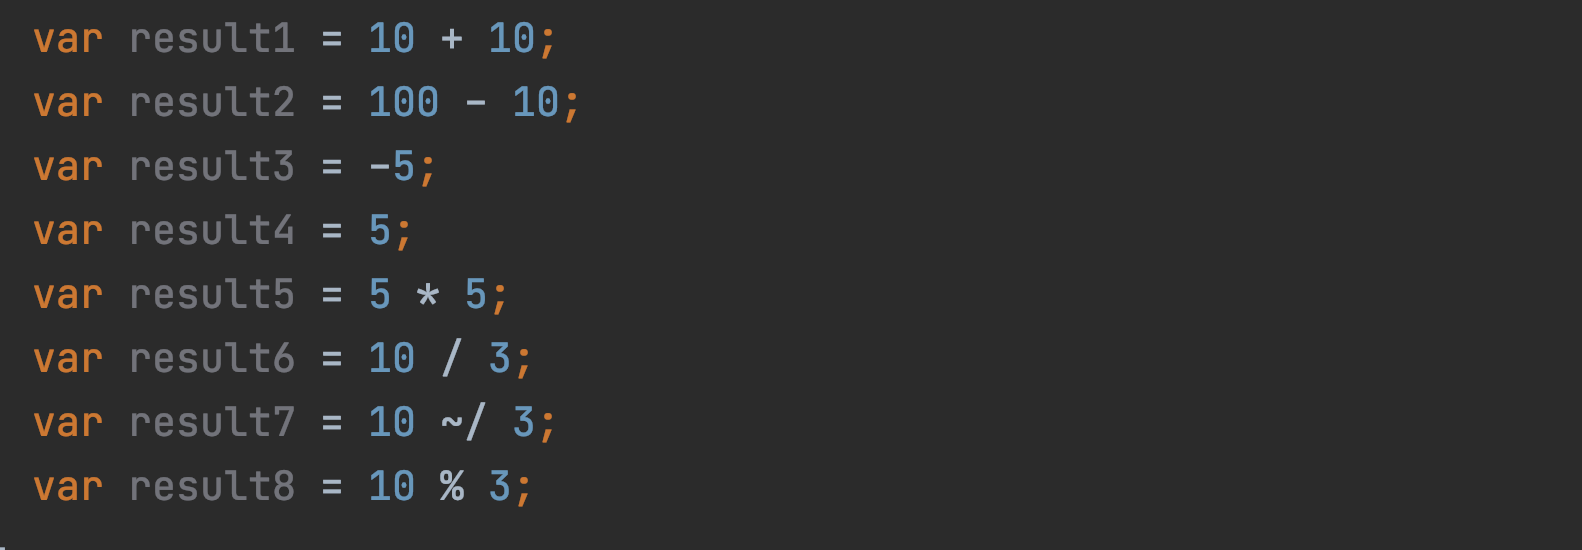 var result1 = 10 + 10;
var result2 = 100 - 10;
var result3 = -5;
var result4 = 5;
var result5 = 5 * 5;
var result6 = 10 / 3;
var result7 = 10 ~/ 3;
var result8 = 10 % 3;